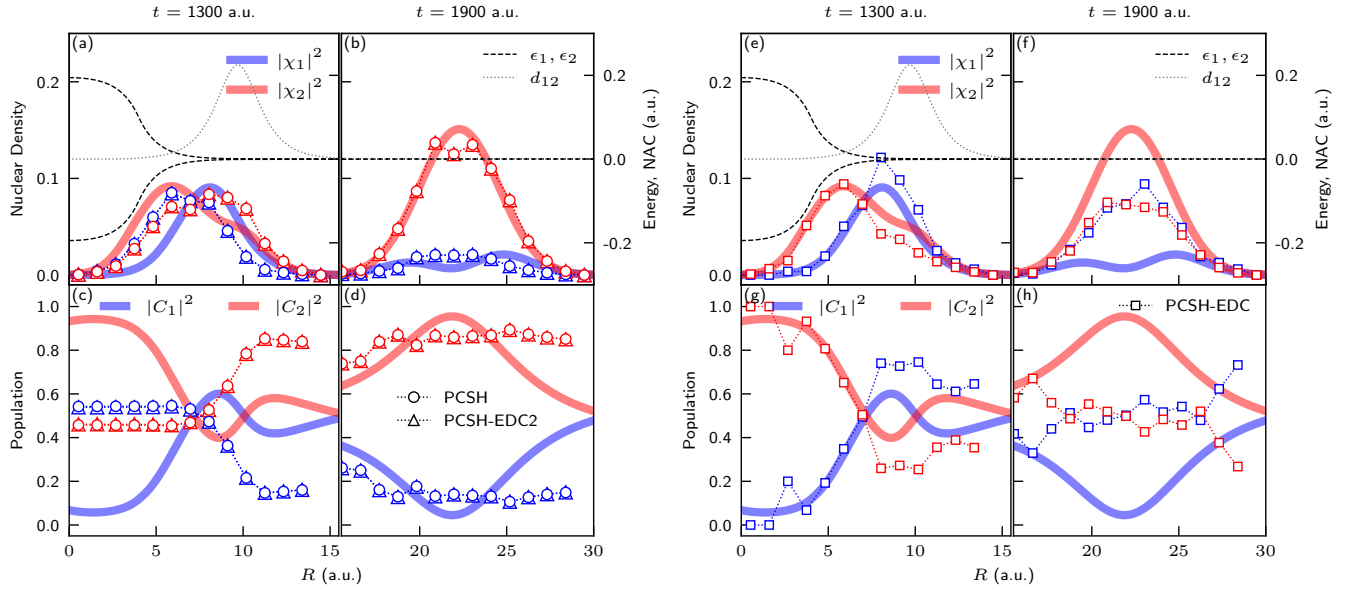 t = 1300 a.u.
t = 1900 a.u.
t = 1300 a.u.
t = 1900 a.u.
(a)
|χ₁|²
|χ₂|²
(b)
ϵ₁, ϵ₂
d₁₂
(e)
|χ₁|²
|χ₂|²
(f)
ϵ₁, ϵ₂
d₁₂
Nuclear Density
0.2
0.1
0.0
Energy, NAC (a.u.)
0.2
0.0
-0.2
Nuclear Density
0.2
0.1
0.0
Energy, NAC (a.u.)
0.2
0.0
-0.2
(c)
|C₁|²
|C₂|²
(d)
PCSH
PCSH-EDC2
(g)
|C₁|²
|C₂|²
(h)
PCSH-EDC
Population
1.0
0.8
0.6
0.4
0.2
0.0
Population
1.0
0.8
0.6
0.4
0.2
0.0
0 5 10 15 20 25 30
R (a.u.)
0 5 10 15 20 25 30
R (a.u.)